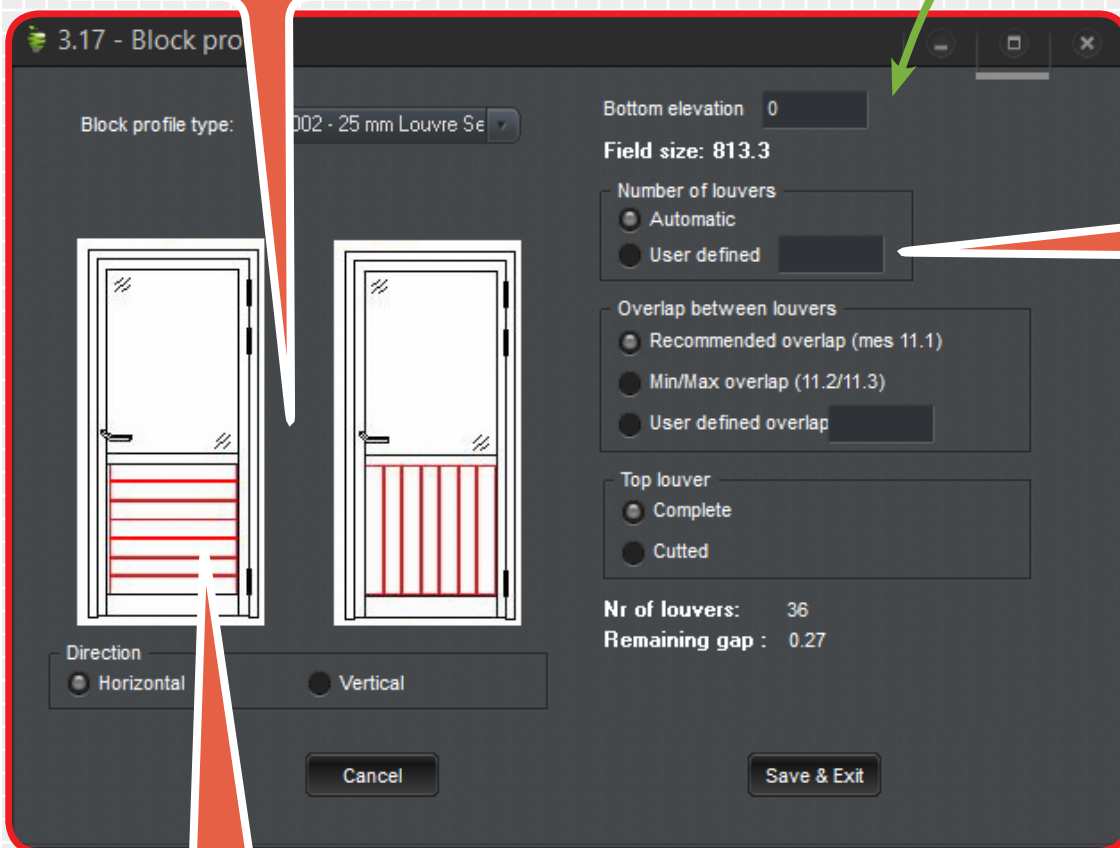 3.17 - Block pro
Block profile type:
002 - 25 mm Louvre Se
Direction
Horizontal
Vertical
Cancel
Bottom elevation 0
Field size: 813.3
Number of louvers
Automatic
User defined
Overlap between louvers
Recommended overlap (mes 11.1)
Min/Max overlap (11.2/11.3)
User defined overlap
Top louver
Complete
Cutted
Nr of louvers: 36
Remaining gap : 0.27
Save & Exit